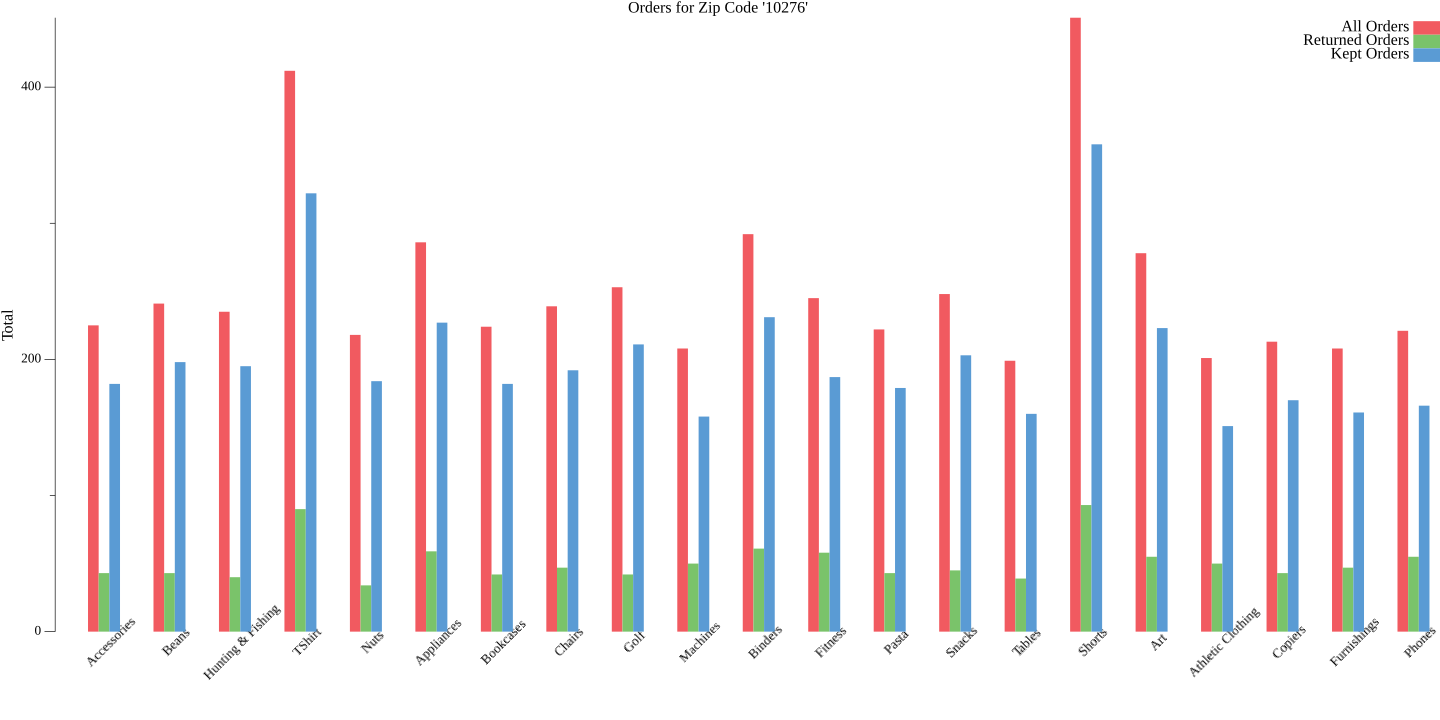 Orders for Zip Code '10276'
All Orders
Returned Orders
Kept Orders
Total
400
200
0
Accessories
Beans
Hunting & Fishing
TShirt
Nuts
Appliances
Bookcases
Chairs
Golf
Machines
Binders
Fitness
Pasta
Snacks
Tables
Shorts
Art
Athletic Clothing
Copiers
Furnishings
Phones